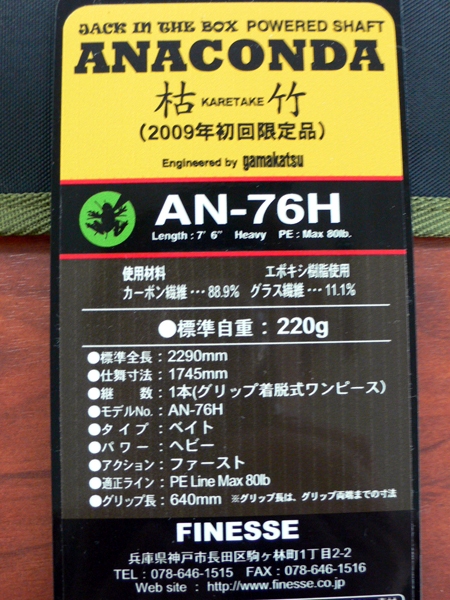 JACK IN THE BOX POWERED SHAFT
ANACONDA
枯 KARETAKE 竹
(2009年初回限定品)
Engineered by gamakatsu
AN-76H
Length : 7' 6" Heavy PE : Max 80lb.
使用材料 エポキシ樹脂使用
カーボン繊維…88.9% グラス繊維…11.1%
●標準自重:220g
●標準全長:2290mm
●仕舞寸法:1745mm
●継 数:1本(グリップ着脱式ワンピース)
●モデルNo.:AN-76H
●タイプ:ベイト
●パワー:ヘビー
●アクション:ファースト
●適正ライン:PE Line Max 80lb
●グリップ長:640mm ※グリップ長は、グリップ両端までの寸法
FINESSE
兵庫県神戸市長田区駒ヶ林町1丁目2-2
TEL:078-646-1515 FAX:078-646-1516
Web site : http://www.finesse.co.jp